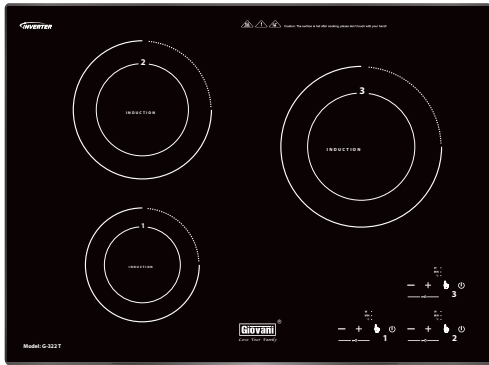 INVERTER
Caution: The surface is hot after cooking, please don't touch with your hand!
2
INDUCTION
3
INDUCTION
1
INDUCTION
3
Giovani®
Love Your Family
1
2
Model: G-322 T